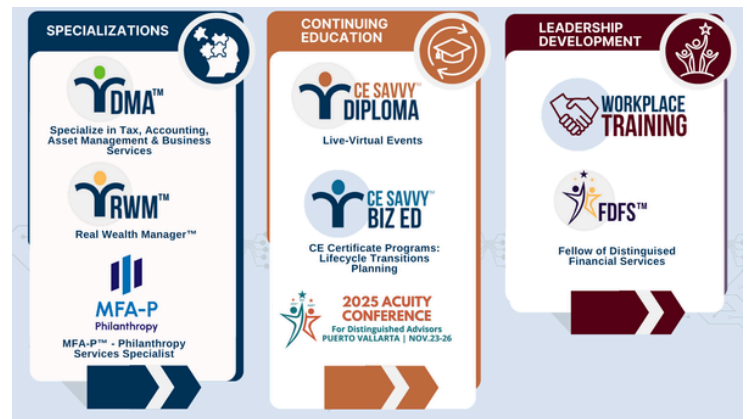 SPECIALIZATIONS
DMA™
Specialize in Tax, Accounting,
Asset Management & Business
Services
RWM™
Real Wealth Manager™
MFA-P
Philanthropy
MFA-P™ - Philanthropy
Services Specialist
CONTINUING
EDUCATION
CE SAVVY™
DIPLOMA
Live-Virtual Events
CE SAVVY™
BIZ ED
CE Certificate Programs:
Lifecycle Transitions
Planning
2025 ACUITY
CONFERENCE
For Distinguished Advisors
PUERTO VALLARTA | NOV.23-26
LEADERSHIP
DEVELOPMENT
WORKPLACE
TRAINING
FDFS™
Fellow of Distinguised
Financial Services